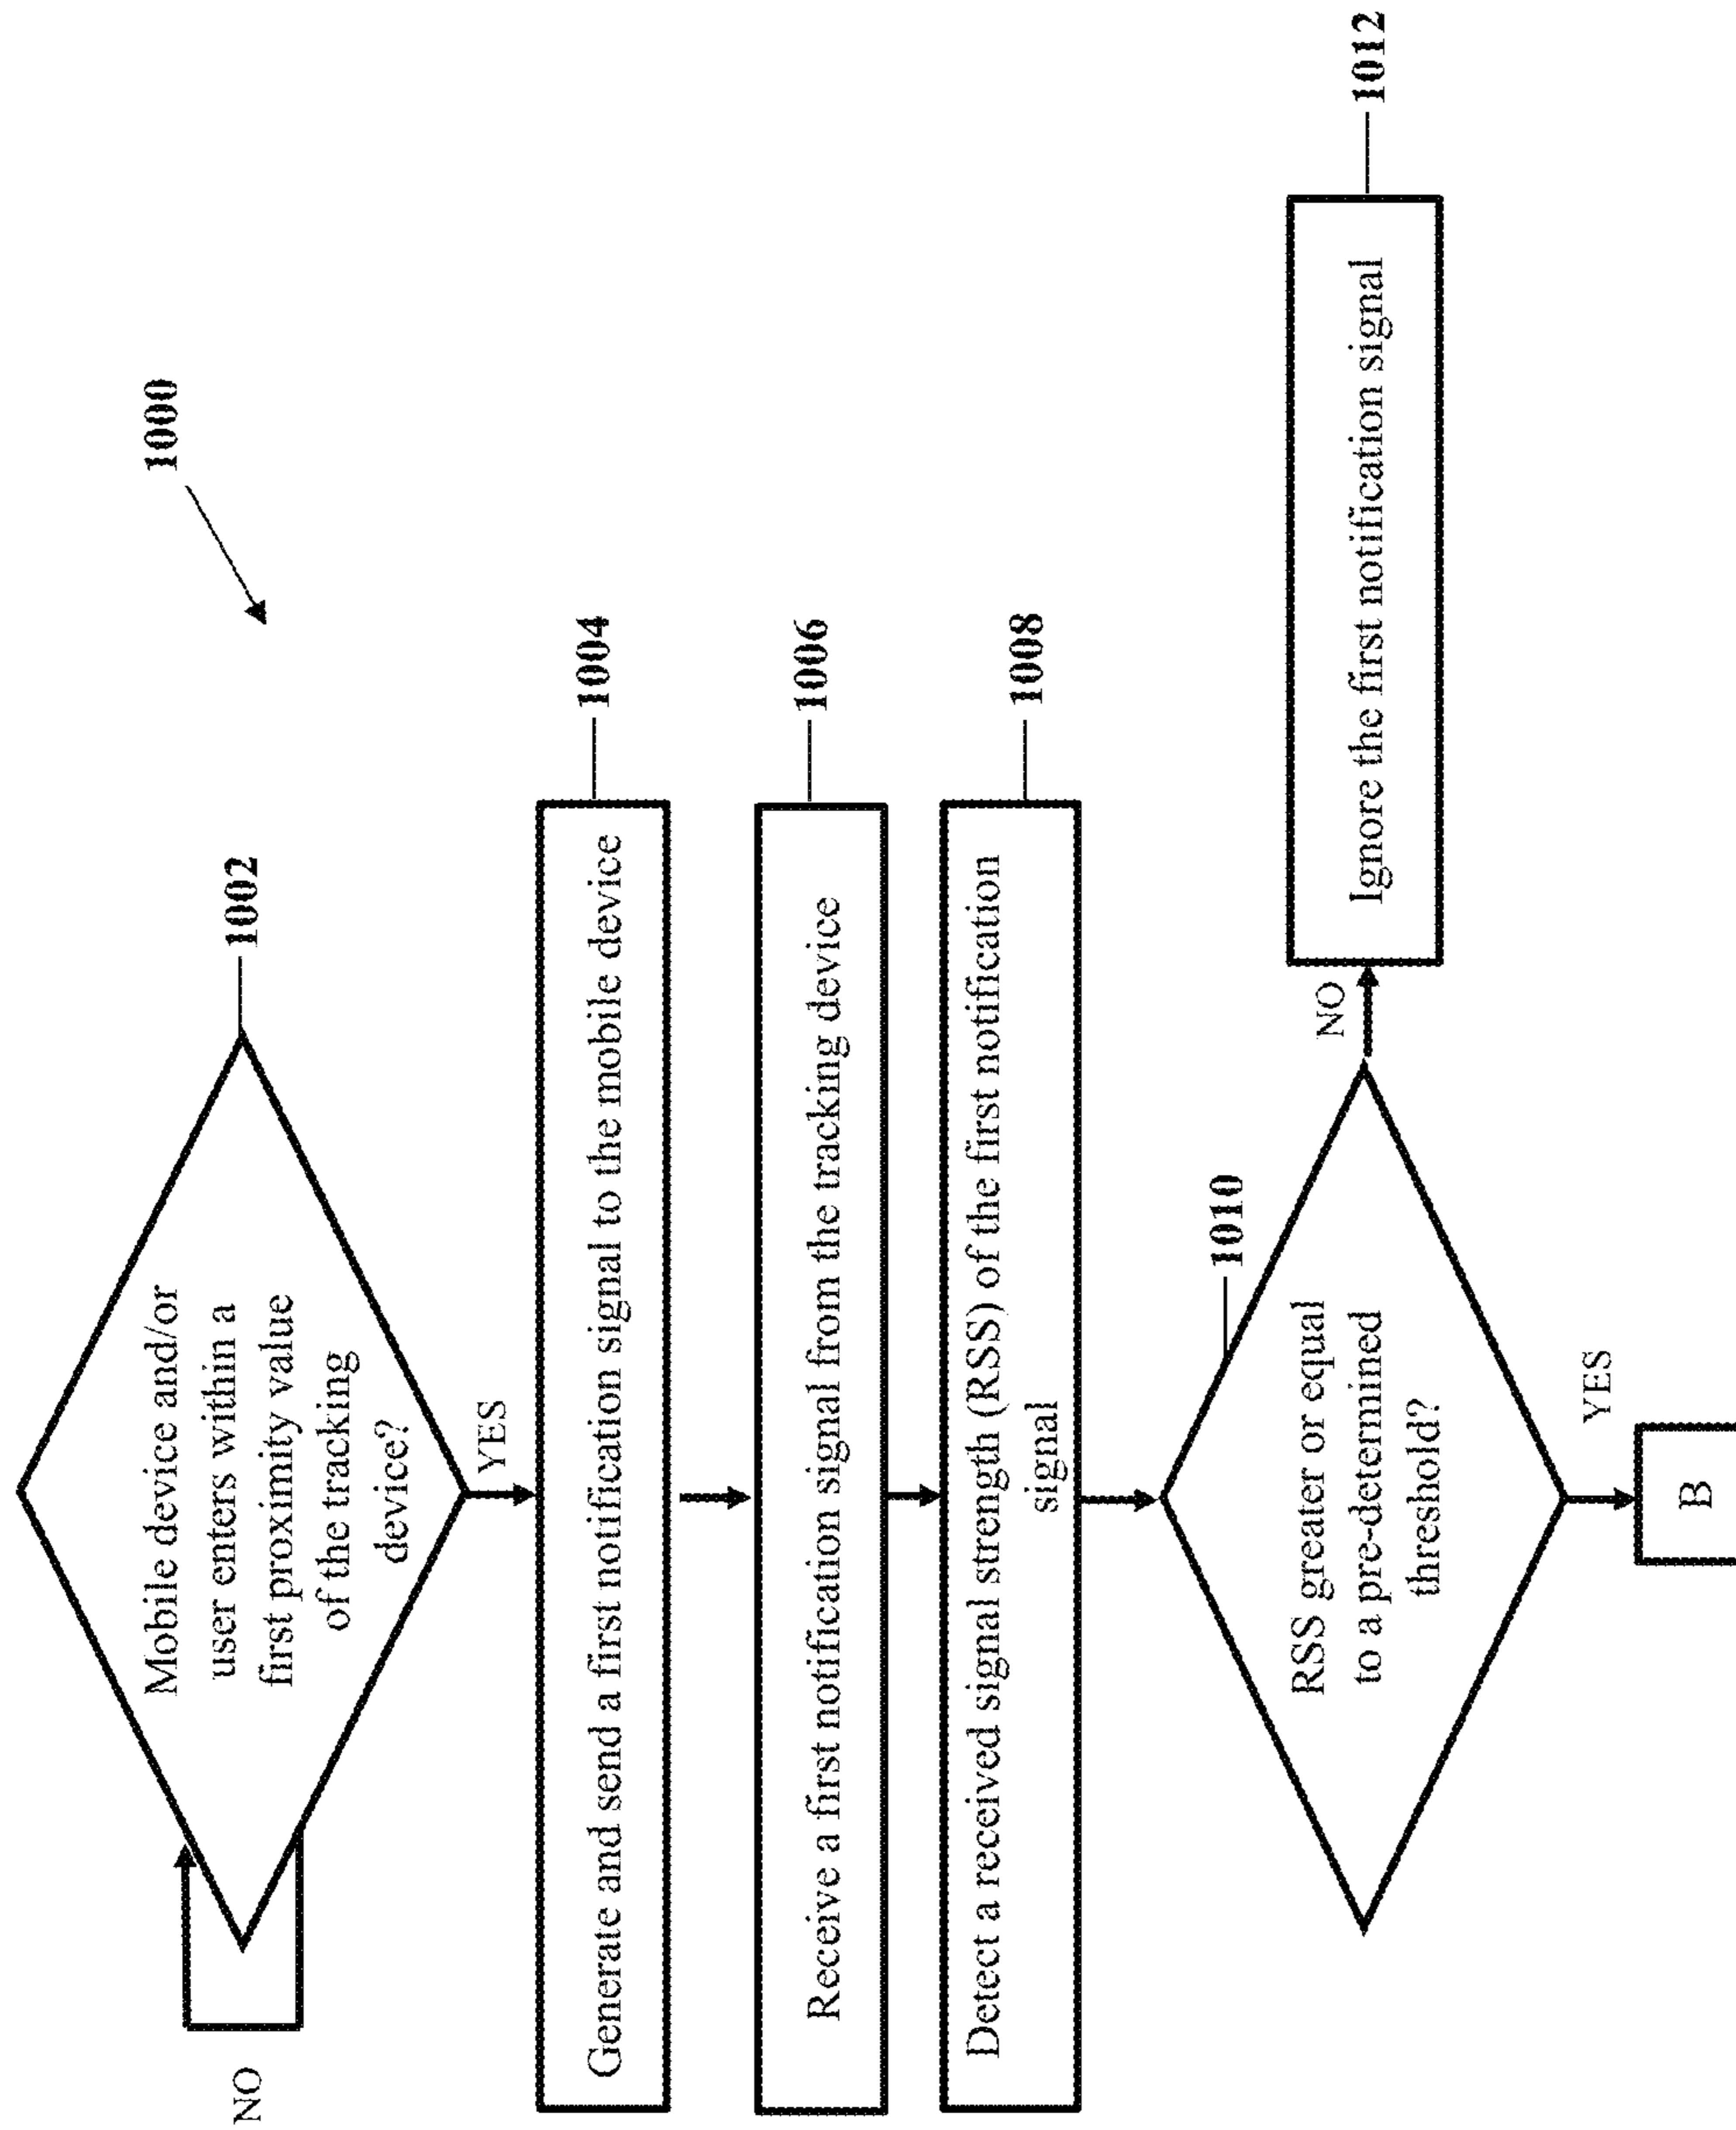 1000
Mobile device and/or
user enters within a
first proximity value
of the tracking
device?
1002
NO
YES
Generate and send a first notification signal to the mobile device
1004
Receive a first notification signal from the tracking device
1006
Detect a received signal strength (RSS) of the first notification
signal
1008
1010
RSS greater or equal
to a pre-determined
threshold?
NO
Ignore the first notification signal
1012
YES
B